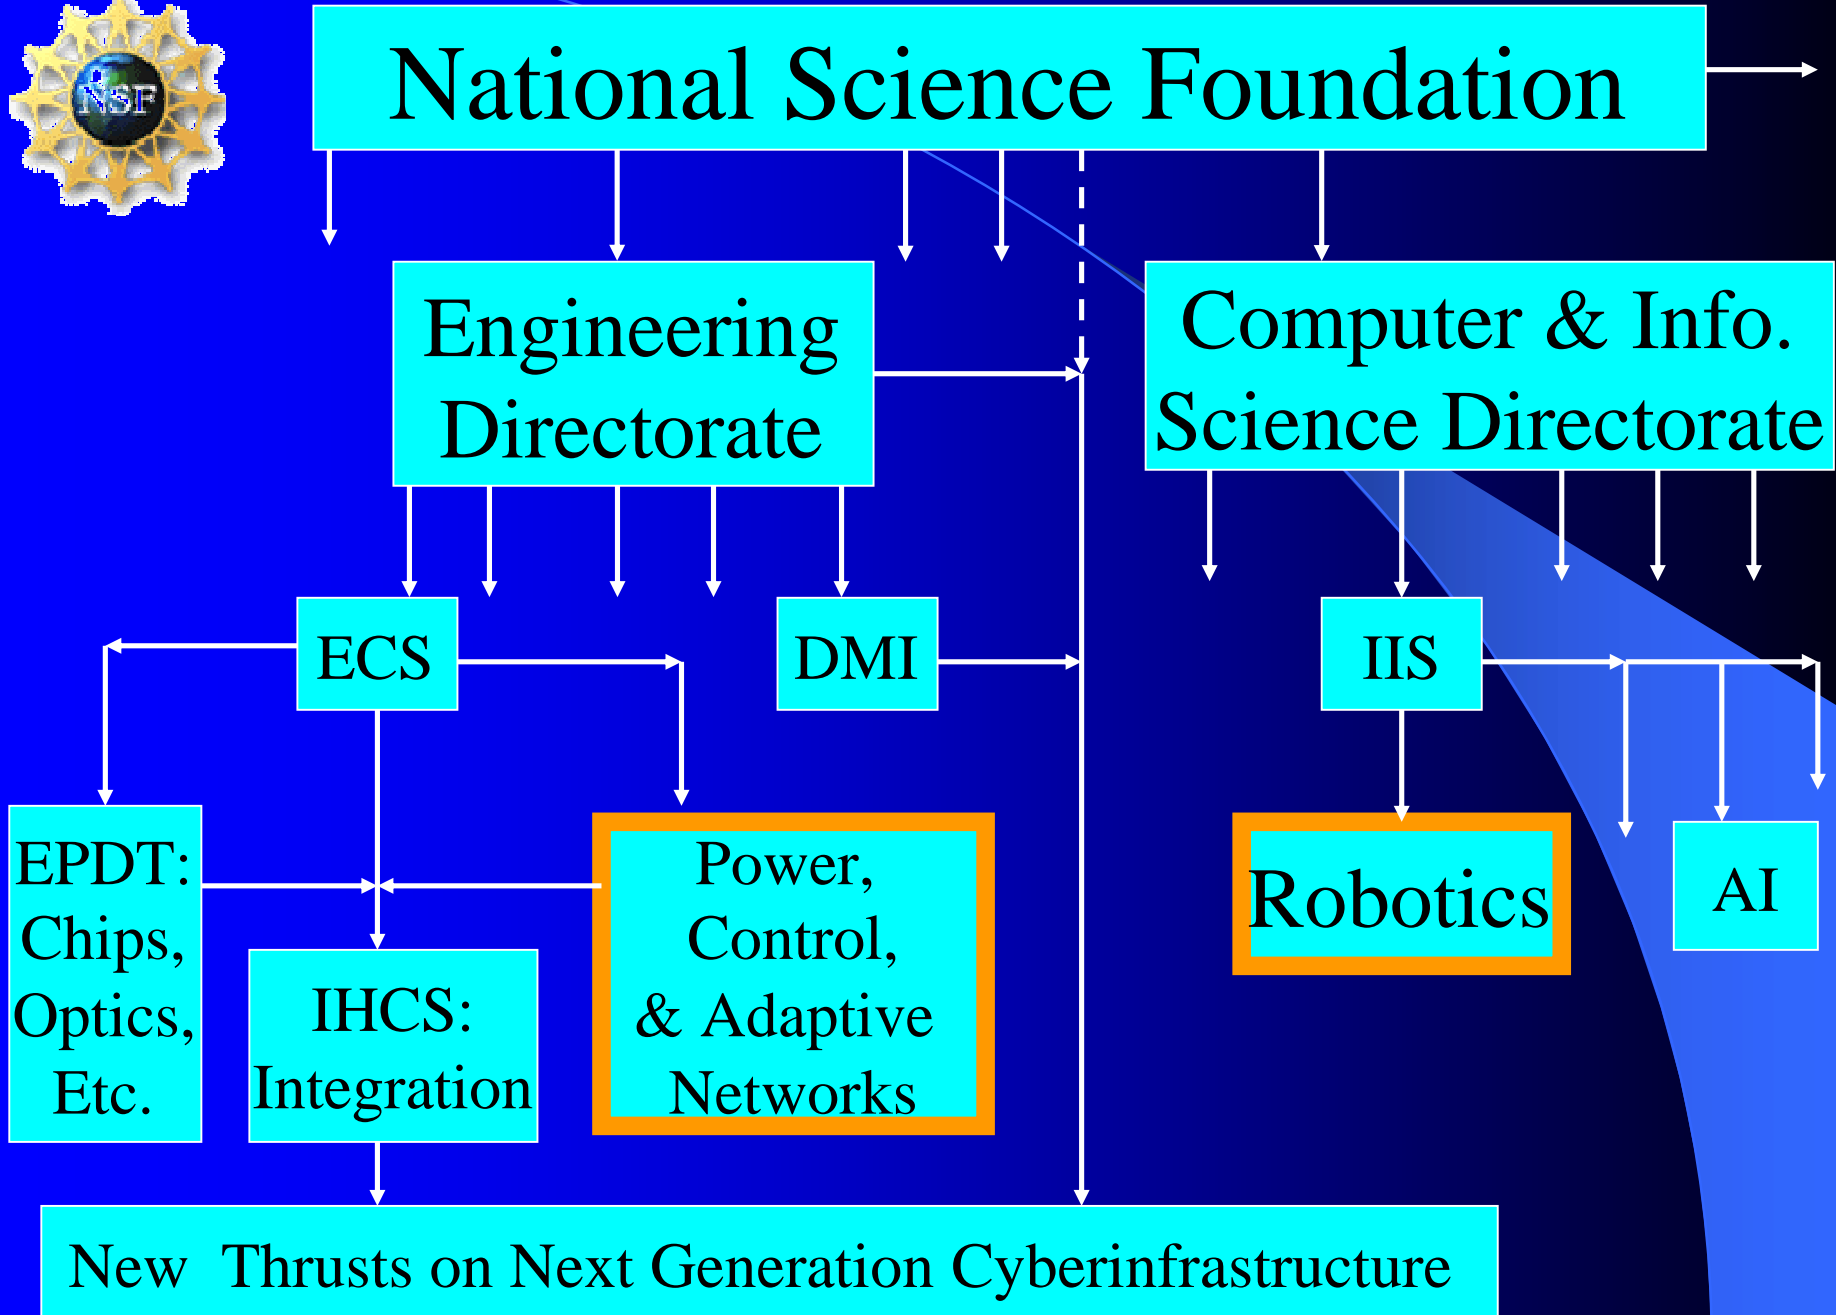 NSF
National Science Foundation
Engineering
Directorate
Computer & Info.
Science Directorate
ECS
DMI
IIS
EPDT:
Chips,
Optics,
Etc.
IHCS:
Integration
Power,
Control,
& Adaptive
Networks
Robotics
AI
New Thrusts on Next Generation Cyberinfrastructure